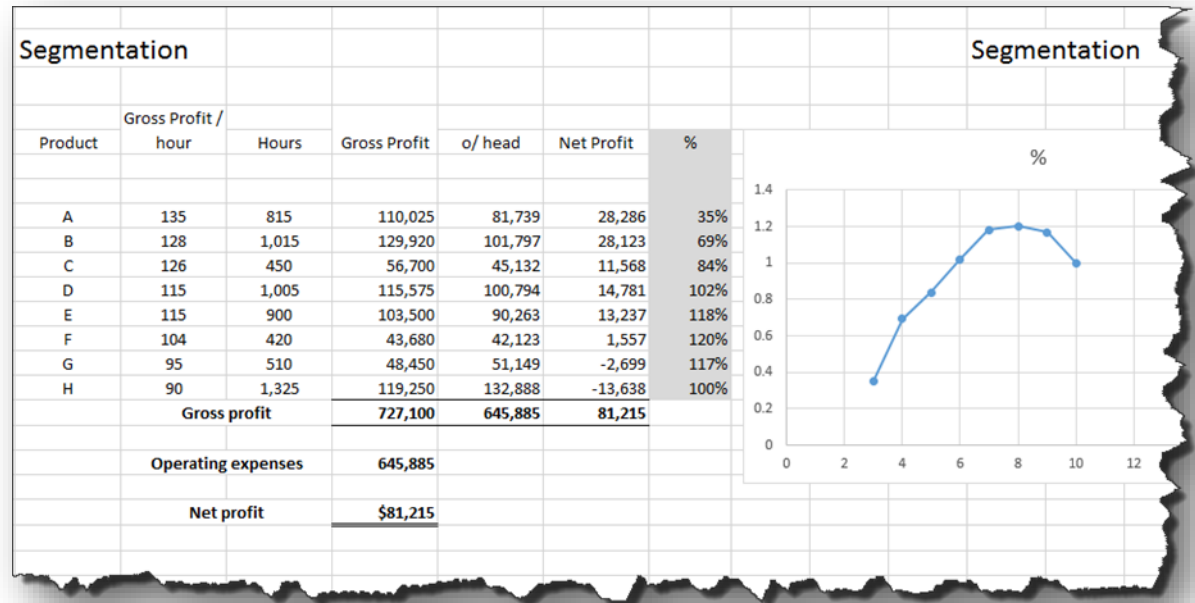 Segmentation Segmentation
Gross Profit /
Product hour Hours Gross Profit o/ head Net Profit %
%
A 135 815 110,025 81,739 28,286 35%
B 128 1,015 129,920 101,797 28,123 69%
C 126 450 56,700 45,132 11,568 84%
D 115 1,005 115,575 100,794 14,781 102%
E 115 900 103,500 90,263 13,237 118%
F 104 420 43,680 42,123 1,557 120%
G 95 510 48,450 51,149 -2,699 117%
H 90 1,325 119,250 132,888 -13,638 100%
Gross profit 727,100 645,885 81,215
Operating expenses 645,885
Net profit $81,215
1.4
1.2
1
0.8
0.6
0.4
0.2
0
0 2 4 6 8 10 12